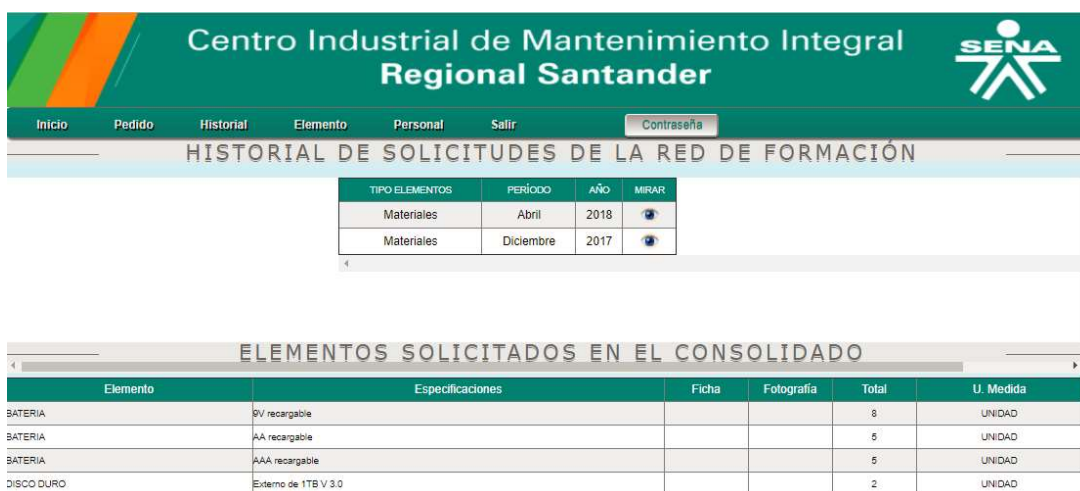 Centro Industrial de Mantenimiento Integral
Regional Santander
SENA
Inicio Pedido Historial Elemento Personal Salir Contraseña
HISTORIAL DE SOLICITUDES DE LA RED DE FORMACIÓN
TIPO ELEMENTOS PERÍODO AÑO MIRAR
Materiales Abril 2018
Materiales Diciembre 2017
ELEMENTOS SOLICITADOS EN EL CONSOLIDADO
Elemento Especificaciones Ficha Fotografía Total U. Medida
BATERIA 9V recargable 8 UNIDAD
BATERIA AA recargable 5 UNIDAD
BATERIA AAA recargable 5 UNIDAD
DISCO DURO Externo de 1TB V 3.0 2 UNIDAD